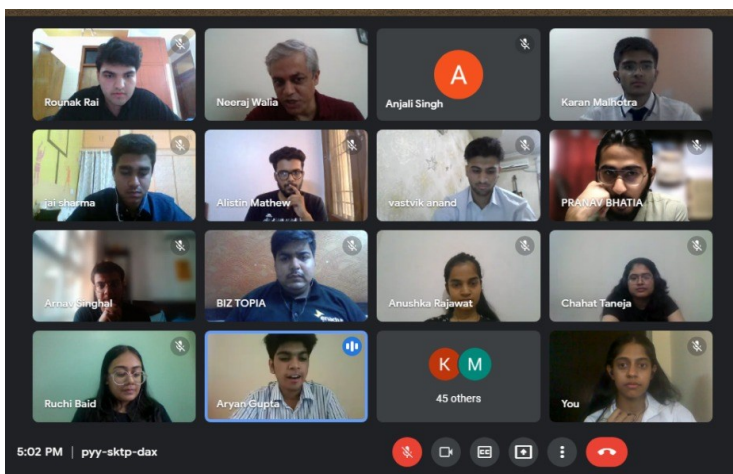 Rounak Rai
Neeraj Walia
A
Anjali Singh
Karan Malhotra
jai sharma
Alistin Mathew
vastvik anand
PRANAV BHATIA
Arnav Singhal
BIZ TOPIA
Anushka Rajawat
Chahat Taneja
Ruchi Baid
Aryan Gupta
K M
45 others
You
5:02 PM | pyy-sktp-dax
CC